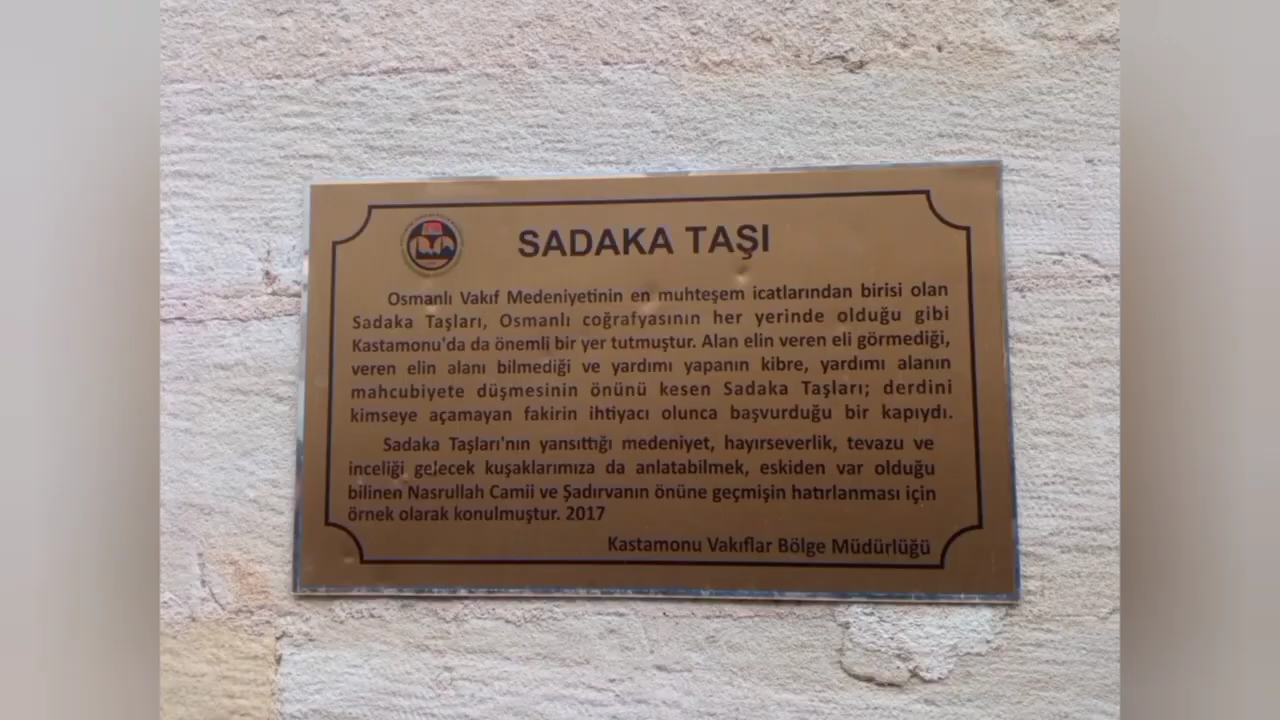 SADAKA TAŞI
Osmanlı Vakıf Medeniyetinin en muhteşem icatlarından birisi olan
Sadaka Taşları, Osmanlı coğrafyasının her yerinde olduğu gibi
Kastamonu'da da önemli bir yer tutmuştur. Alan elin veren eli görmediği,
veren elin alanı bilmediği ve yardımı yapanın kibre, yardımı alanın
mahcubiyete düşmesinin önünü kesen Sadaka Taşları; derdini
kimseye açamayan fakirin ihtiyacı olunca başvurduğu bir kapıydı.
Sadaka Taşları'nın yansıttığı medeniyet, hayırseverlik, tevazu ve
inceliği gelecek kuşaklarımıza da anlatabilmek, eskiden var olduğu
bilinen Nasrullah Camii ve Şadırvanın önüne geçmişin hatırlanması için
örnek olarak konulmuştur. 2017
Kastamonu Vakıflar Bölge Müdürlüğü